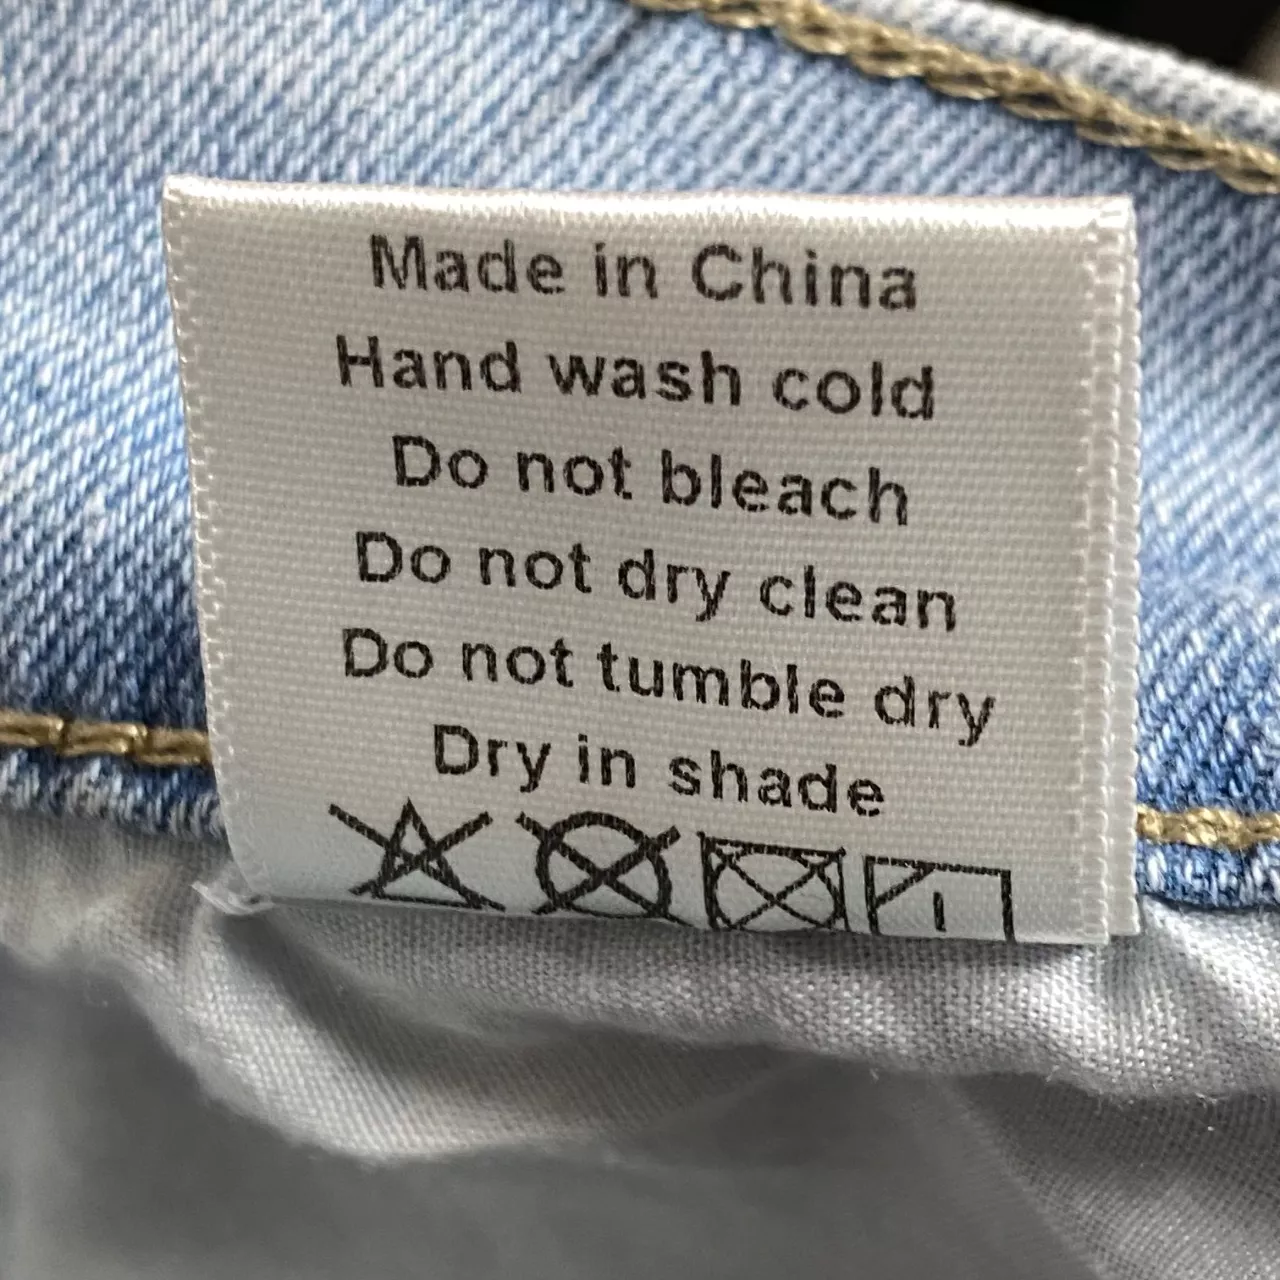 Made in China
Hand wash cold
Do not bleach
Do not dry clean
Do not tumble dry
Dry in shade